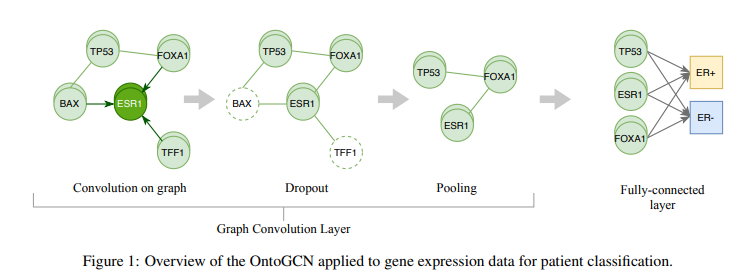 TP53
FOXA1
BAX
ESR1
TFF1
Convolution on graph
TP53
FOXA1
BAX
ESR1
TFF1
Dropout
TP53
FOXA1
ESR1
Pooling
Graph Convolution Layer
TP53
ESR1
FOXA1
ER+
ER-
Fully-connected
layer
Figure 1: Overview of the OntoGCN applied to gene expression data for patient classification.